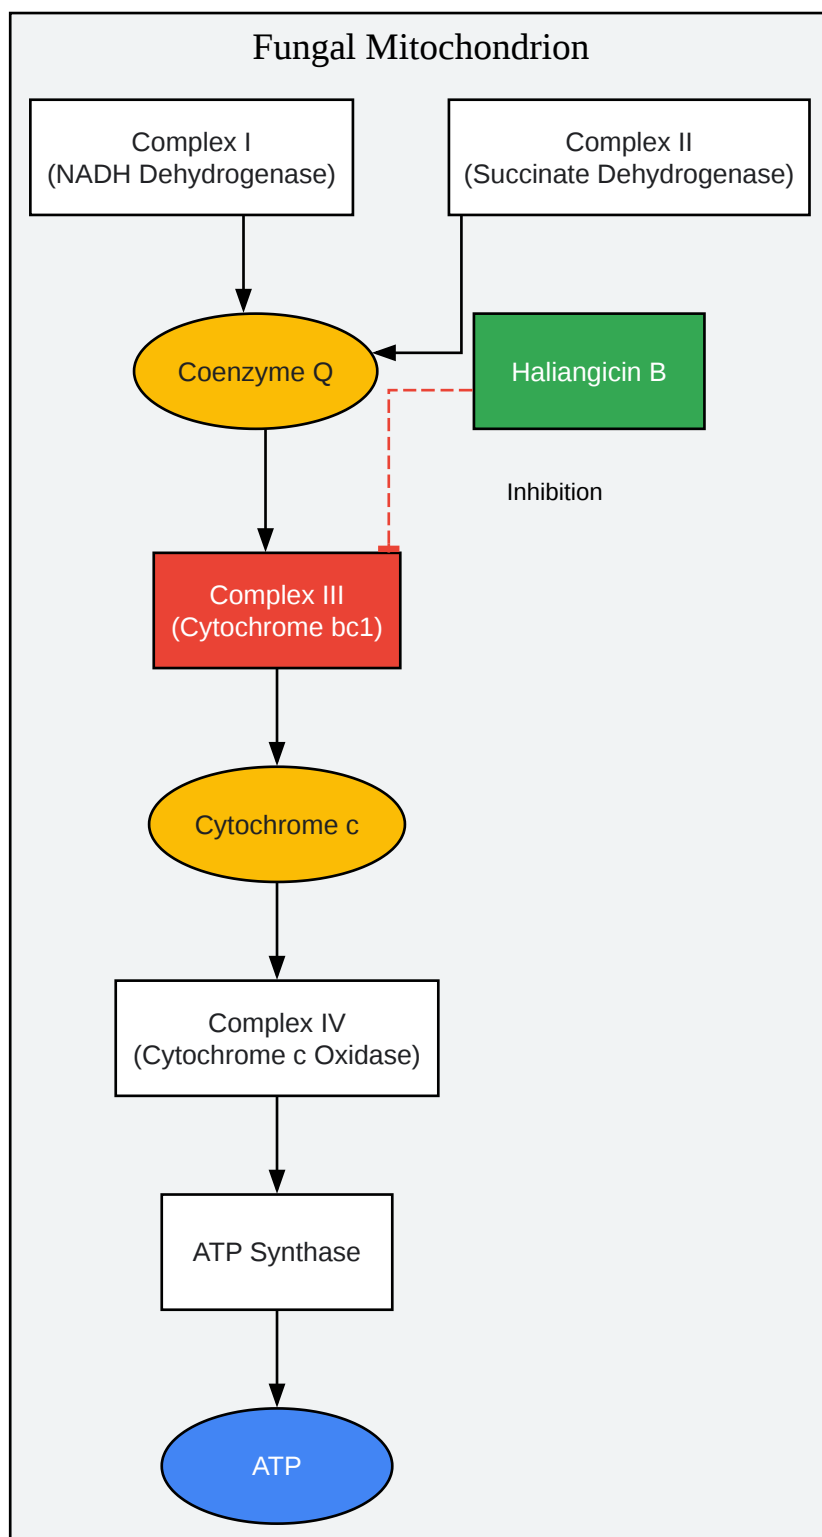 Fungal Mitochondrion
Complex I
(NADH Dehydrogenase)
Complex II
(Succinate Dehydrogenase)
Coenzyme Q
Haliangicin B
Inhibition
Complex III
(Cytochrome bc1)
Cytochrome c
Complex IV
(Cytochrome c Oxidase)
ATP Synthase
ATP